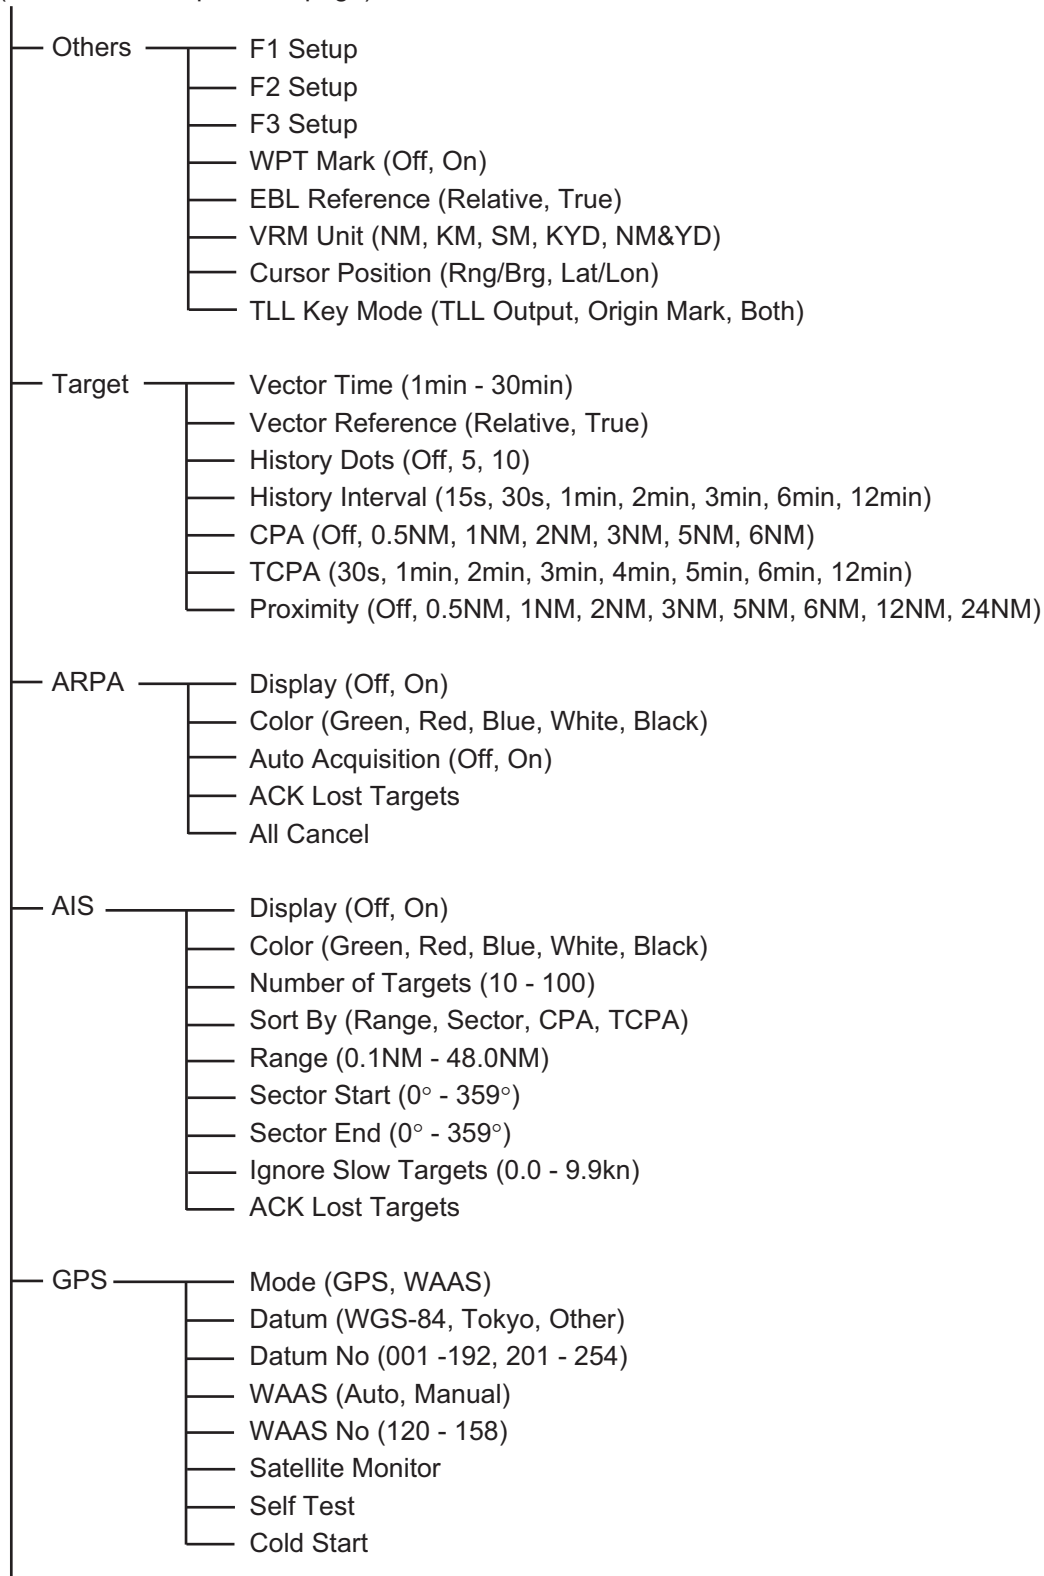 Others
F1 Setup
F2 Setup
F3 Setup
WPT Mark (Off, On)
EBL Reference (Relative, True)
VRM Unit (NM, KM, SM, KYD, NM&YD)
Cursor Position (Rng/Brg, Lat/Lon)
TLL Key Mode (TLL Output, Origin Mark, Both)
Target
Vector Time (1min - 30min)
Vector Reference (Relative, True)
History Dots (Off, 5, 10)
History Interval (15s, 30s, 1min, 2min, 3min, 6min, 12min)
CPA (Off, 0.5NM, 1NM, 2NM, 3NM, 5NM, 6NM)
TCPA (30s, 1min, 2min, 3min, 4min, 5min, 6min, 12min)
Proximity (Off, 0.5NM, 1NM, 2NM, 3NM, 5NM, 6NM, 12NM, 24NM)
ARPA
Display (Off, On)
Color (Green, Red, Blue, White, Black)
Auto Acquisition (Off, On)
ACK Lost Targets
All Cancel
AIS
Display (Off, On)
Color (Green, Red, Blue, White, Black)
Number of Targets (10 - 100)
Sort By (Range, Sector, CPA, TCPA)
Range (0.1NM - 48.0NM)
Sector Start (0° - 359°)
Sector End (0° - 359°)
Ignore Slow Targets (0.0 - 9.9kn)
ACK Lost Targets
GPS
Mode (GPS, WAAS)
Datum (WGS-84, Tokyo, Other)
Datum No (001 -192, 201 - 254)
WAAS (Auto, Manual)
WAAS No (120 - 158)
Satellite Monitor
Self Test
Cold Start